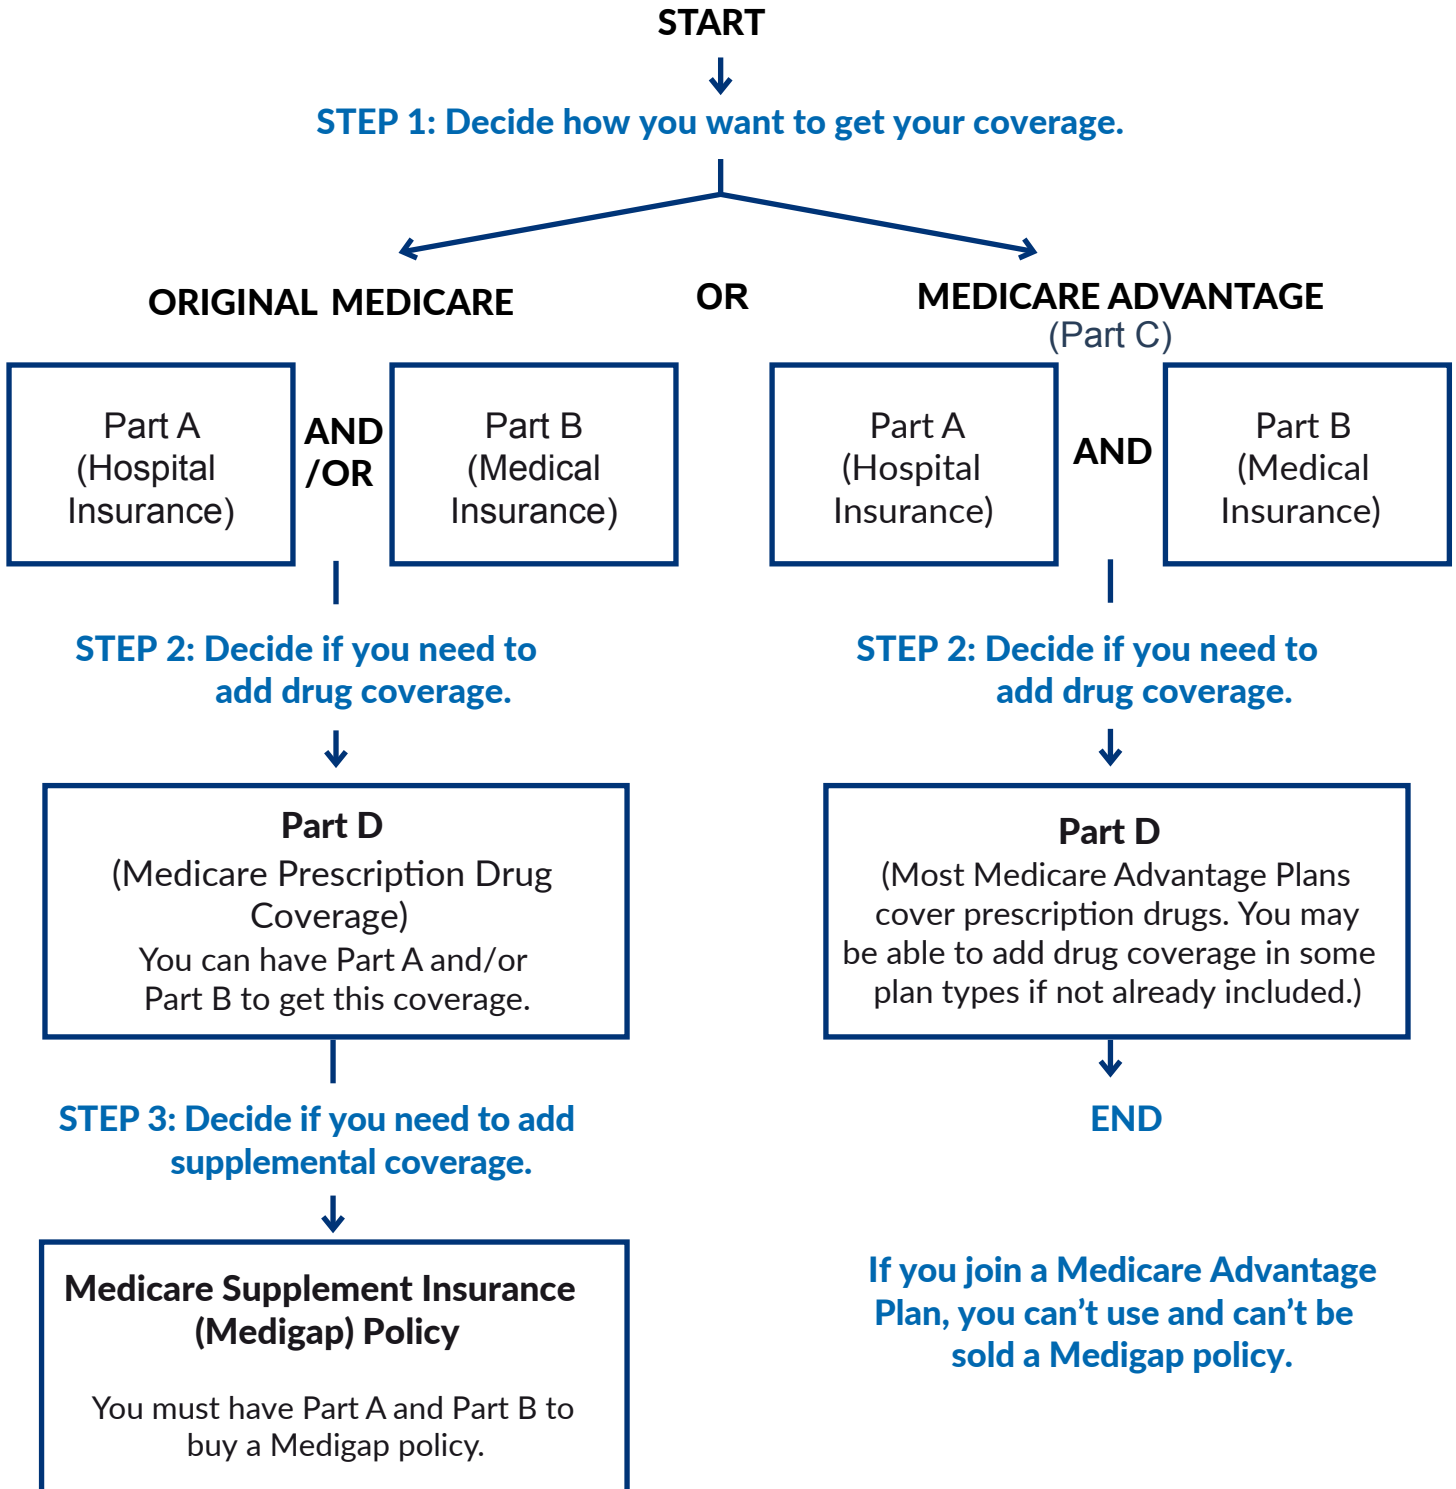 START
STEP 1: Decide how you want to get your coverage.
ORIGINAL MEDICARE
OR
MEDICARE ADVANTAGE
(Part C)
Part A
(Hospital
Insurance)
AND
/OR
Part B
(Medical
Insurance)
Part A
(Hospital
Insurance)
AND
Part B
(Medical
Insurance)
STEP 2: Decide if you need to
add drug coverage.
Part D
(Medicare Prescription Drug
Coverage)
You can have Part A and/or
Part B to get this coverage.
STEP 3: Decide if you need to add
supplemental coverage.
Medicare Supplement Insurance
(Medigap) Policy
You must have Part A and Part B to
buy a Medigap policy.
STEP 2: Decide if you need to
add drug coverage.
Part D
(Most Medicare Advantage Plans
cover prescription drugs. You may
be able to add drug coverage in some
plan types if not already included.)
END
If you join a Medicare Advantage
Plan, you can’t use and can’t be
sold a Medigap policy.